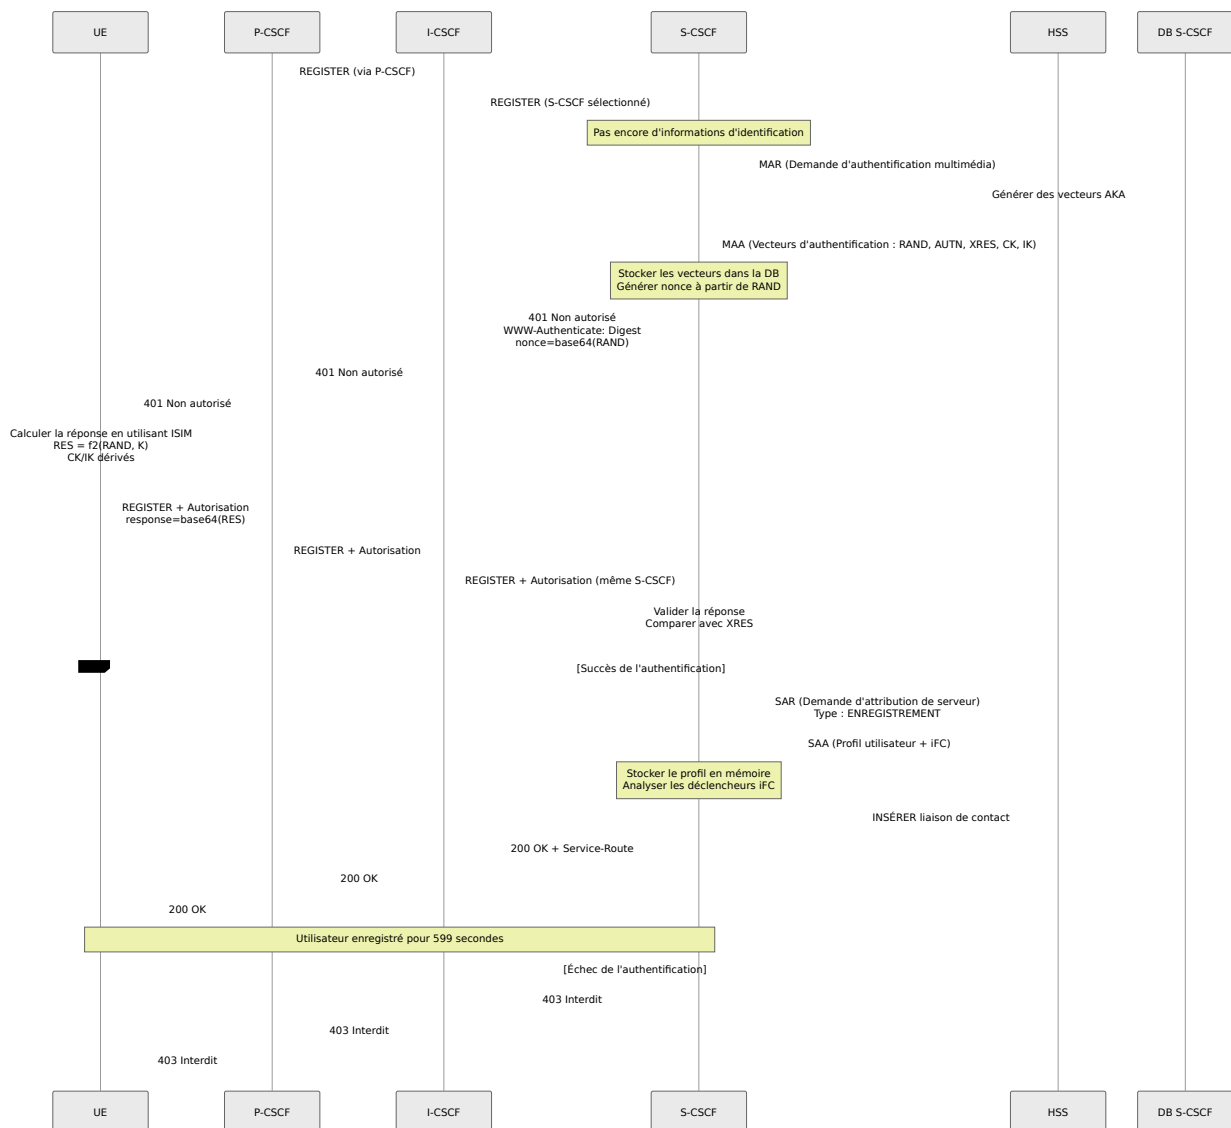 UE
P-CSCF
I-CSCF
S-CSCF
HSS
DB S-CSCF
REGISTER (via P-CSCF)
REGISTER (S-CSCF sélectionné)
Pas encore d'informations d'identification
MAR (Demande d'authentification multimédia)
Générer des vecteurs AKA
MAA (Vecteurs d'authentification : RAND, AUTN, XRES, CK, IK)
Stocker les vecteurs dans la DB
Générer nonce à partir de RAND
401 Non autorisé
WWW-Authenticate: Digest
nonce=base64(RAND)
401 Non autorisé
401 Non autorisé
Calculer la réponse en utilisant ISIM
RES = f2(RAND, K)
CK/IK dérivés
REGISTER + Autorisation
response=base64(RES)
REGISTER + Autorisation
REGISTER + Autorisation (même S-CSCF)
Valider la réponse
Comparer avec XRES
[Succès de l'authentification]
SAR (Demande d'attribution de serveur)
Type : ENREGISTREMENT
SAA (Profil utilisateur + iFC)
Stocker le profil en mémoire
Analyser les déclencheurs iFC
INSÉRER liaison de contact
200 OK + Service-Route
200 OK
200 OK
Utilisateur enregistré pour 599 secondes
[Échec de l'authentification]
403 Interdit
403 Interdit
403 Interdit
UE
P-CSCF
I-CSCF
S-CSCF
HSS
DB S-CSCF